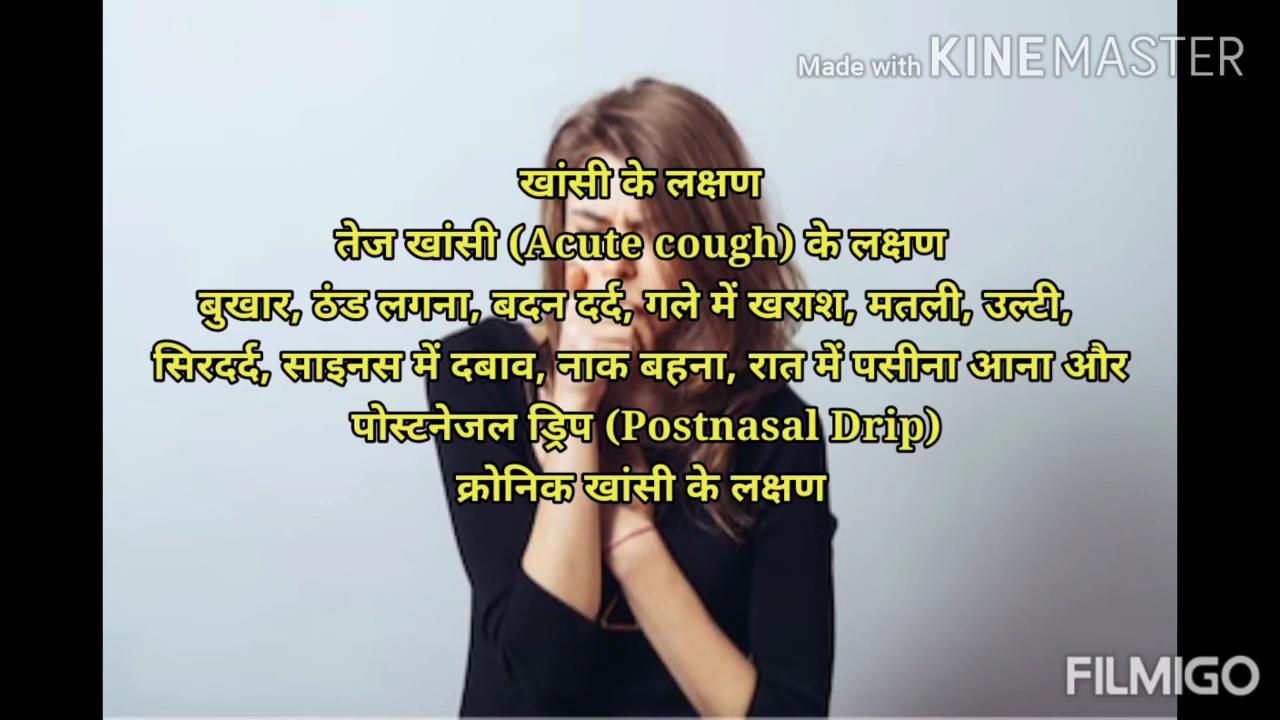 Made with KINEMASTER
खांसी के लक्षण
तेज खांसी (Acute cough) के लक्षण
बुखार, ठंड लगना, बदन दर्द, गले में खराश, मतली, उल्टी,
सिरदर्द, साइनस में दबाव, नाक बहना, रात में पसीना आना और
पोस्टनेजल ड्रिप (Postnasal Drip)
क्रोनिक खांसी के लक्षण
FILMIGO